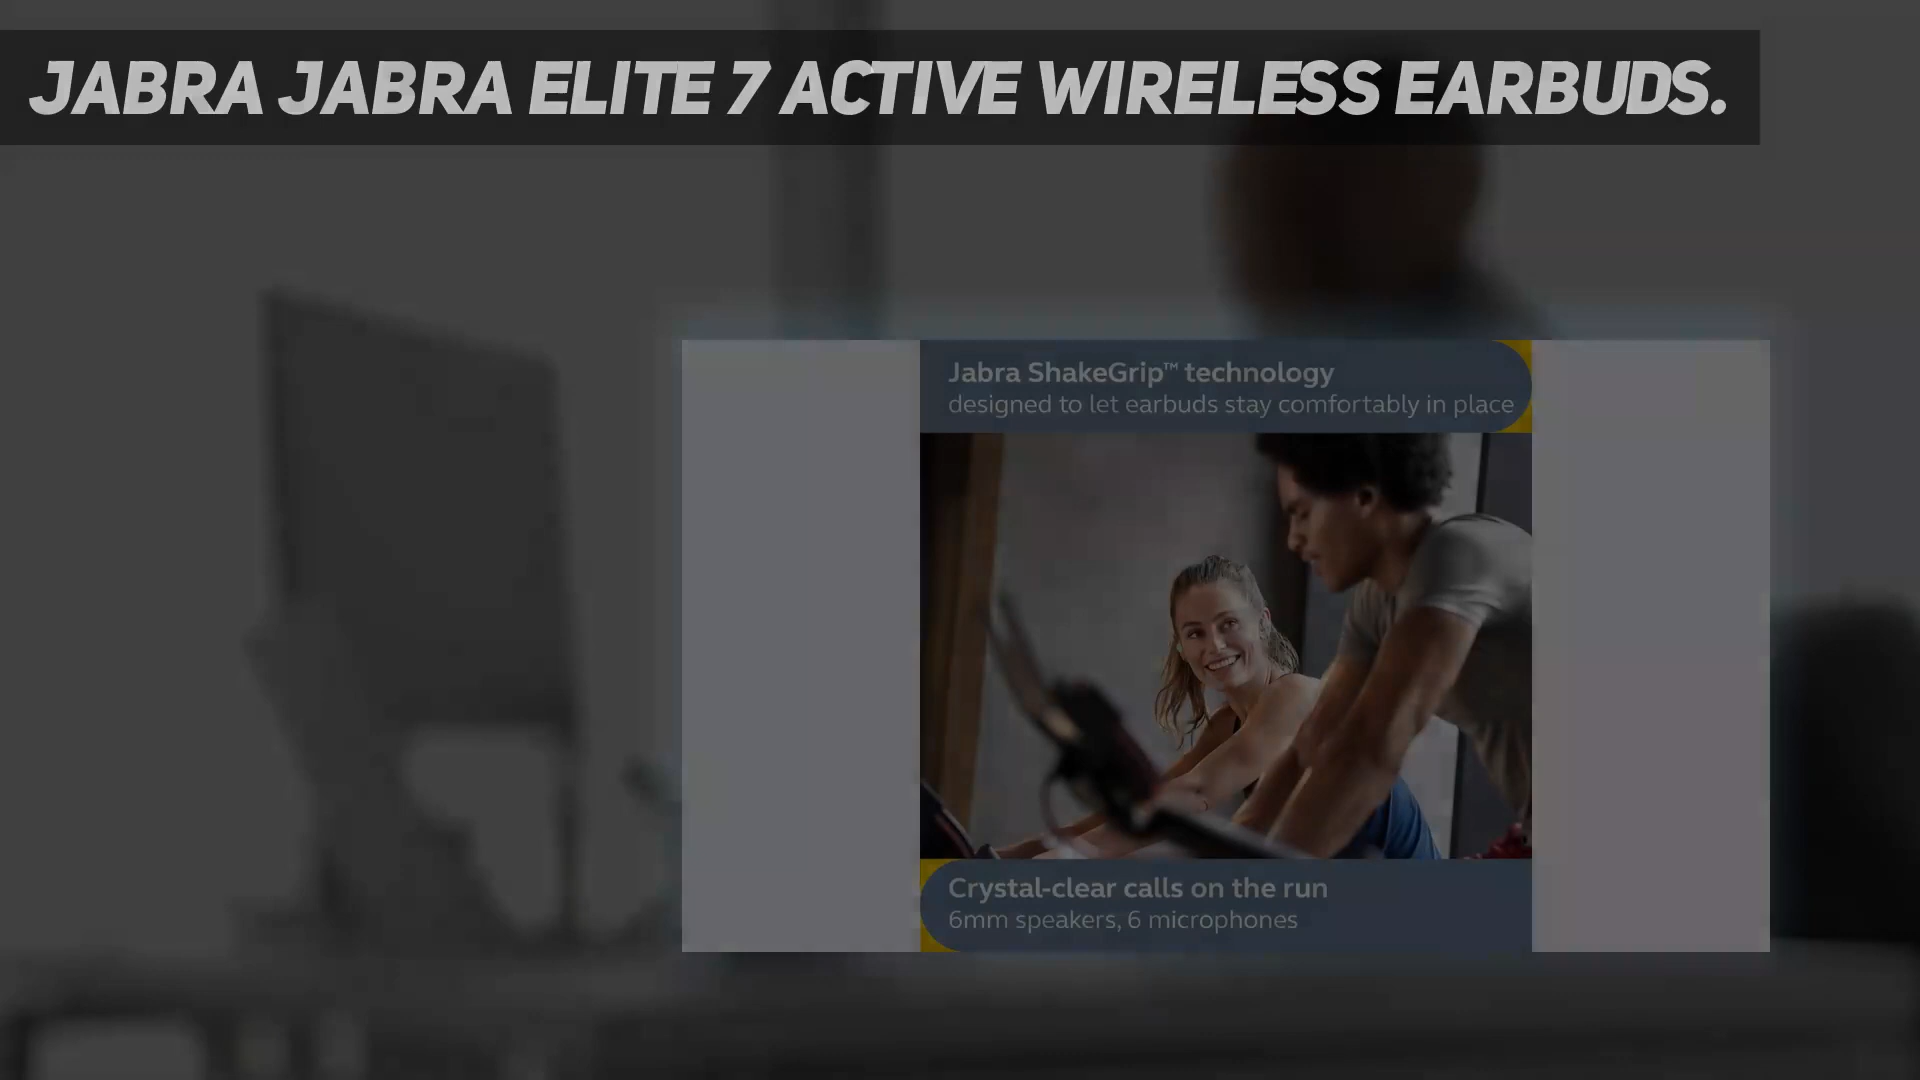 JABRA JABRA ELITE 7 ACTIVE WIRELESS EARBUDS.
Jabra ShakeGrip™ technology
designed to let earbuds stay comfortably in place
Crystal-clear calls on the run
6mm speakers, 6 microphones